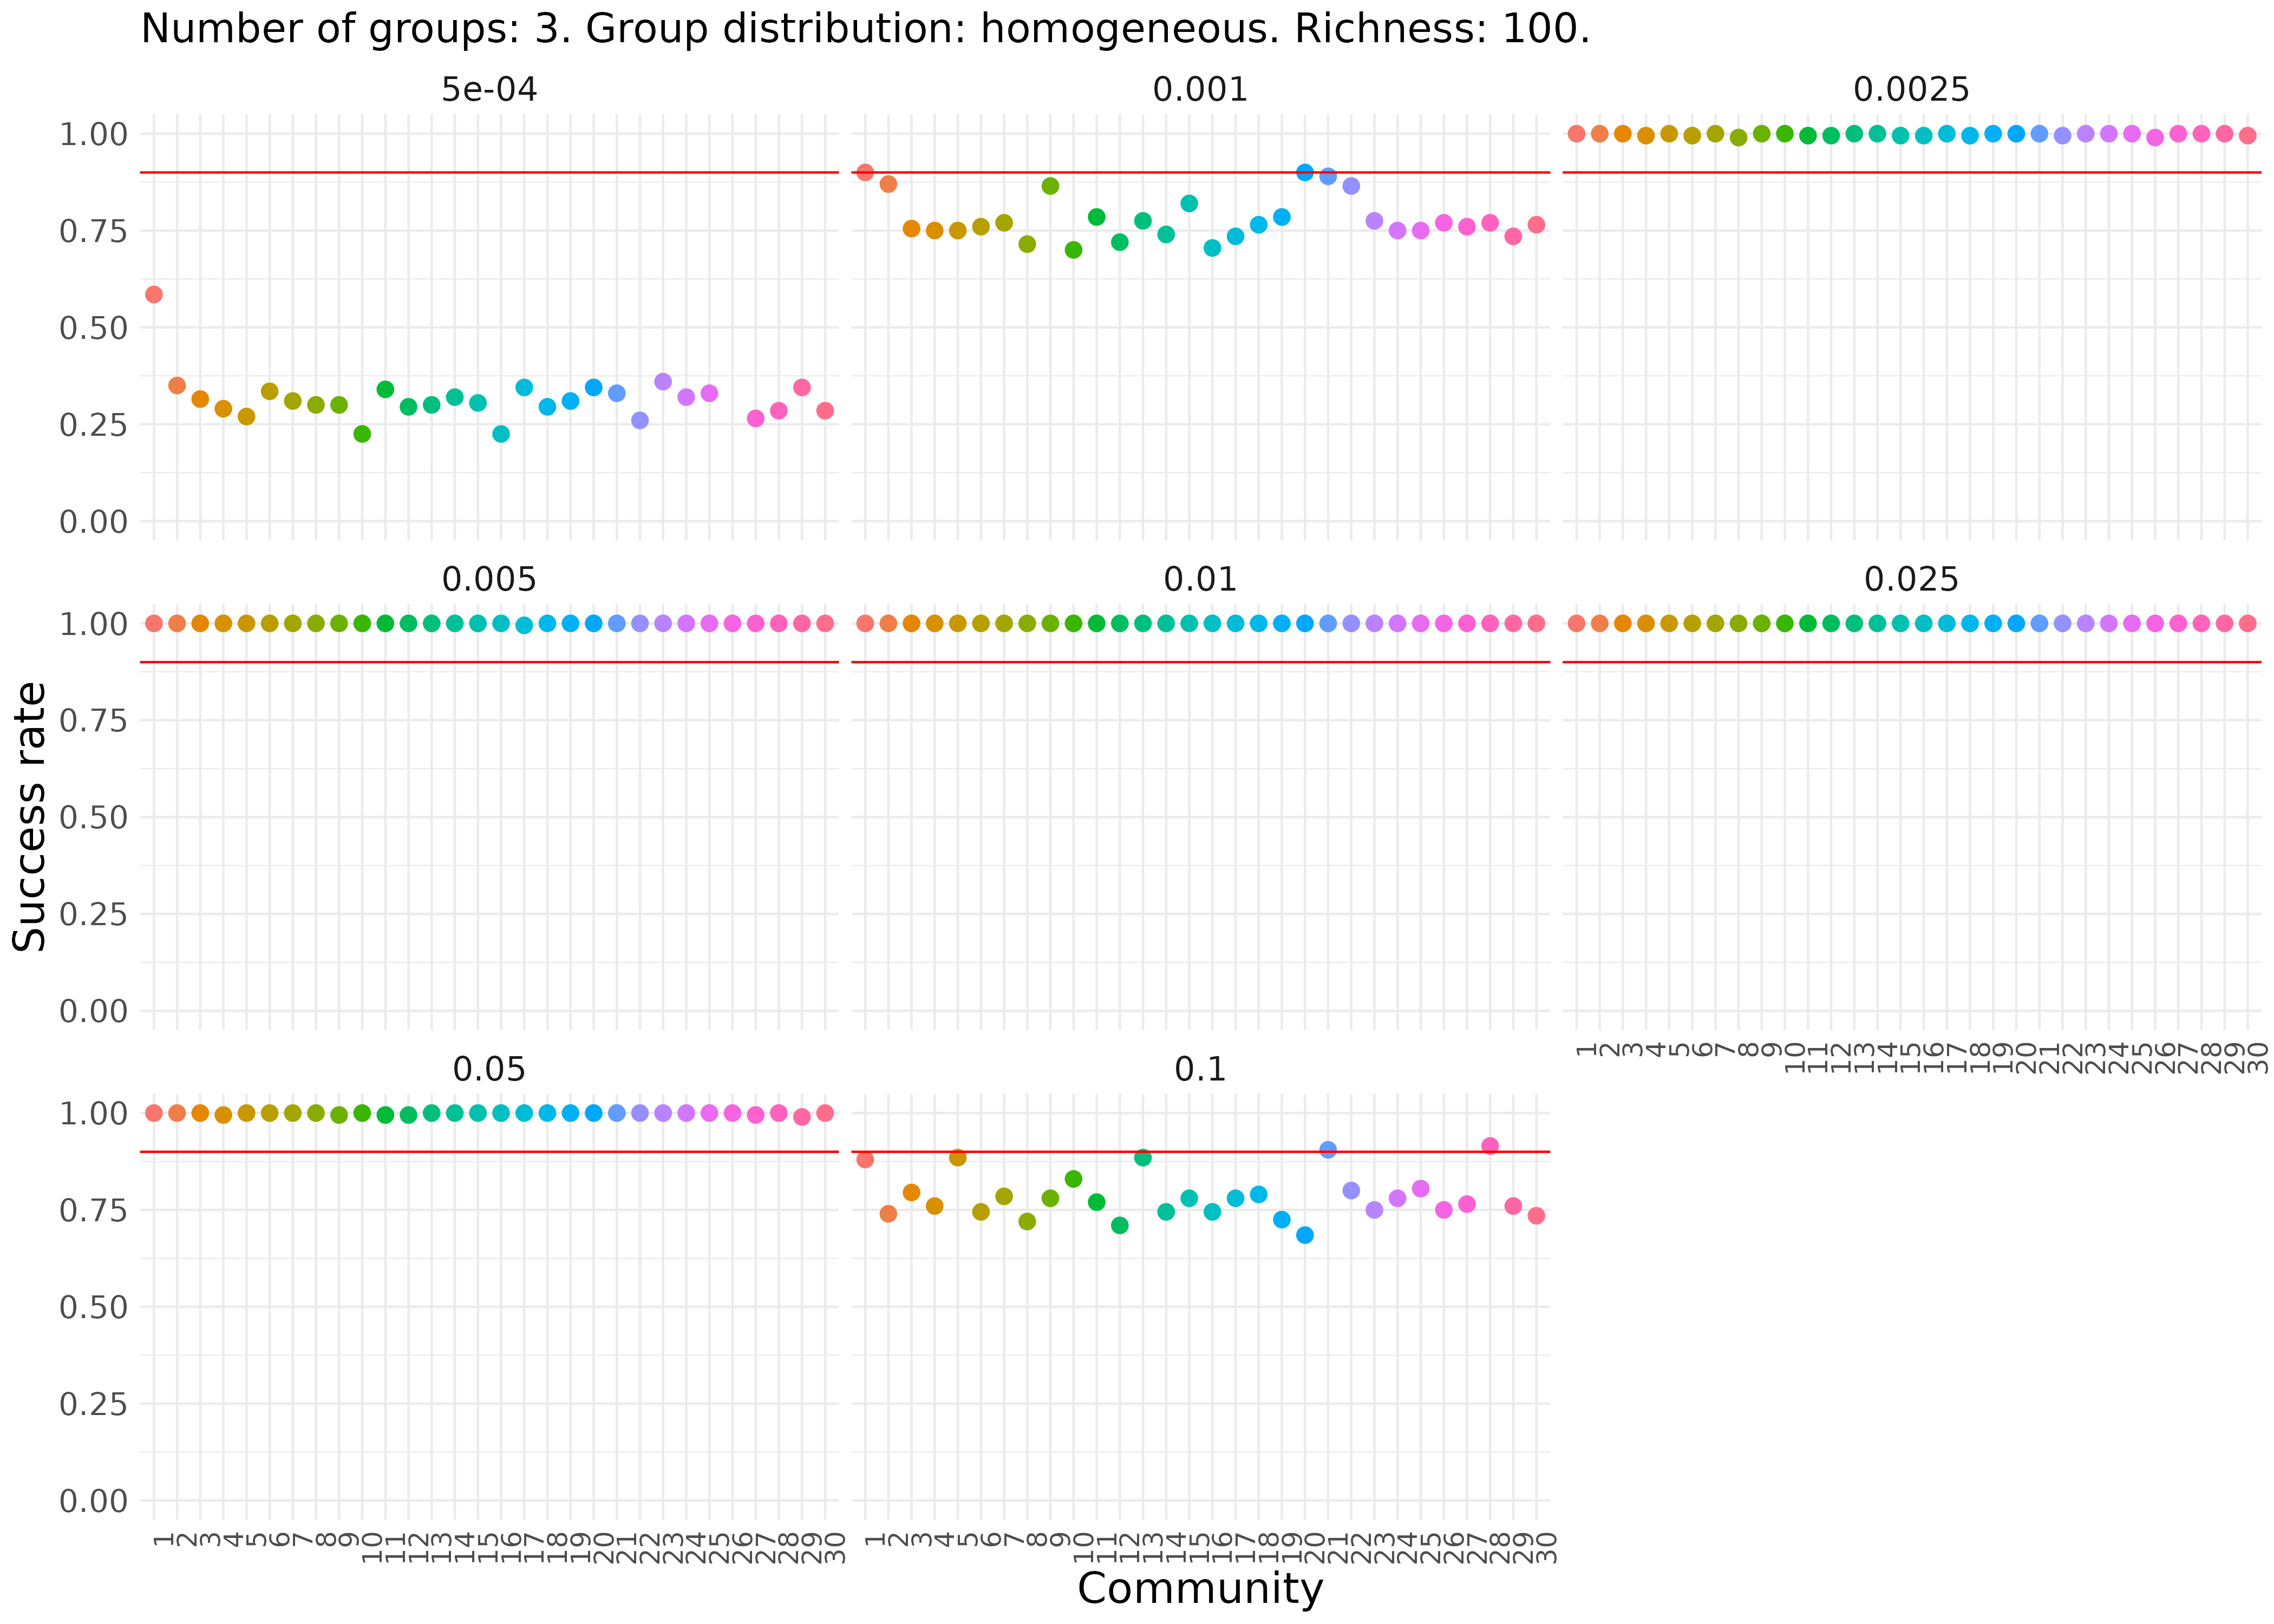 Number of groups: 3. Group distribution: homogeneous. Richness: 100.
5e-04 0.001 0.0025
1.00
0.75
0.50
0.25
0.00
0.005 0.01 0.025
1.00
0.75
0.50
0.25
0.00
Success rate
1 2 3 4 5 6 7 8 9 10 11 12 13 14 15 16 17 18 19 20 21 22 23 24 25 26 27 28 29 30
0.05 0.1
1.00
0.75
0.50
0.25
0.00
1 2 3 4 5 6 7 8 9 10 11 12 13 14 15 16 17 18 19 20 21 22 23 24 25 26 27 28 29 30 1 2 3 4 5 6 7 8 9 10 11 12 13 14 15 16 17 18 19 20 21 22 23 24 25 26 27 28 29 30
Community